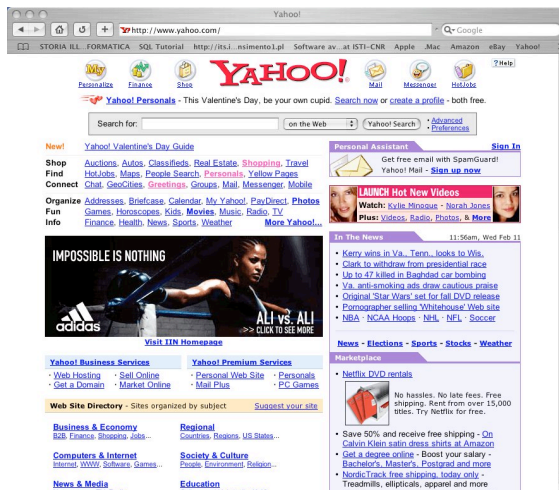 Yahoo!
http://www.yahoo.com/
Google
STORIA ILL...FORMATICA SQL Tutorial http://its.i...nsimento1.pl Software av...at ISTI-CNR Apple .Mac Amazon eBay Yahoo!
My
Personalize Finance Shop YAHOO! Mail Messenger HotJobs
?Help
Yahoo! Personals - This Valentine's Day, be your own cupid. Search now or create a profile - both free.
Search for: on the Web Yahoo! Search · Advanced
· Preferences
New! Yahoo! Valentine's Day Guide
Shop Auctions, Autos, Classifieds, Real Estate, Shopping, Travel
Find HotJobs, Maps, People Search, Personals, Yellow Pages
Connect Chat, GeoCities, Greetings, Groups, Mail, Messenger, Mobile
Organize Addresses, Briefcase, Calendar, My Yahoo!, PayDirect, Photos
Fun Games, Horoscopes, Kids, Movies, Music, Radio, TV
Info Finance, Health, News, Sports, Weather More Yahoo!...
IMPOSSIBLE IS NOTHING
adidas
ALI vs. ALI
>> CLICK TO SEE MORE
Visit IIN Homepage
Yahoo! Business Services
· Web Hosting · Sell Online
· Get a Domain · Market Online
Yahoo! Premium Services
· Personal Web Site · Personals
· Mail Plus · PC Games
Web Site Directory - Sites organized by subject Suggest your site
Business & Economy
B2B, Finance, Shopping, Jobs...
Regional
Countries, Regions, US States...
Computers & Internet
Internet, WWW, Software, Games...
Society & Culture
People, Environment, Religion...
News & Media
Education
Personal Assistant Sign In
Get free email with SpamGuard!
Yahoo! Mail - Sign up now
LAUNCH Hot New Videos
Watch: Kylie Minogue - Norah Jones
Plus: Videos, Radio, Photos, & More
In The News 11:56am, Wed Feb 11
• Kerry wins in Va., Tenn., looks to Wis.
• Clark to withdraw from presidential race
• Up to 47 killed in Baghdad car bombing
• Va. anti-smoking ads draw cautious praise
• Original 'Star Wars' set for fall DVD release
• Pornographer selling 'Whitehouse' Web site
• NBA · NCAA Hoops · NHL · NFL · Soccer
News - Elections - Sports - Stocks - Weather
Marketplace
• Netflix DVD rentals
No hassles. No late fees. Free
shipping. Rent from over 15,000
titles. Try Netflix for free.
• Save 50% and receive free shipping - On
Calvin Klein satin dress shirts at Amazon
• Get a degree online - Boost your salary -
Bachelor's, Master's, Postgrad and more
• NordicTrack free shipping, today only -
Treadmills, ellipticals, apparel and more